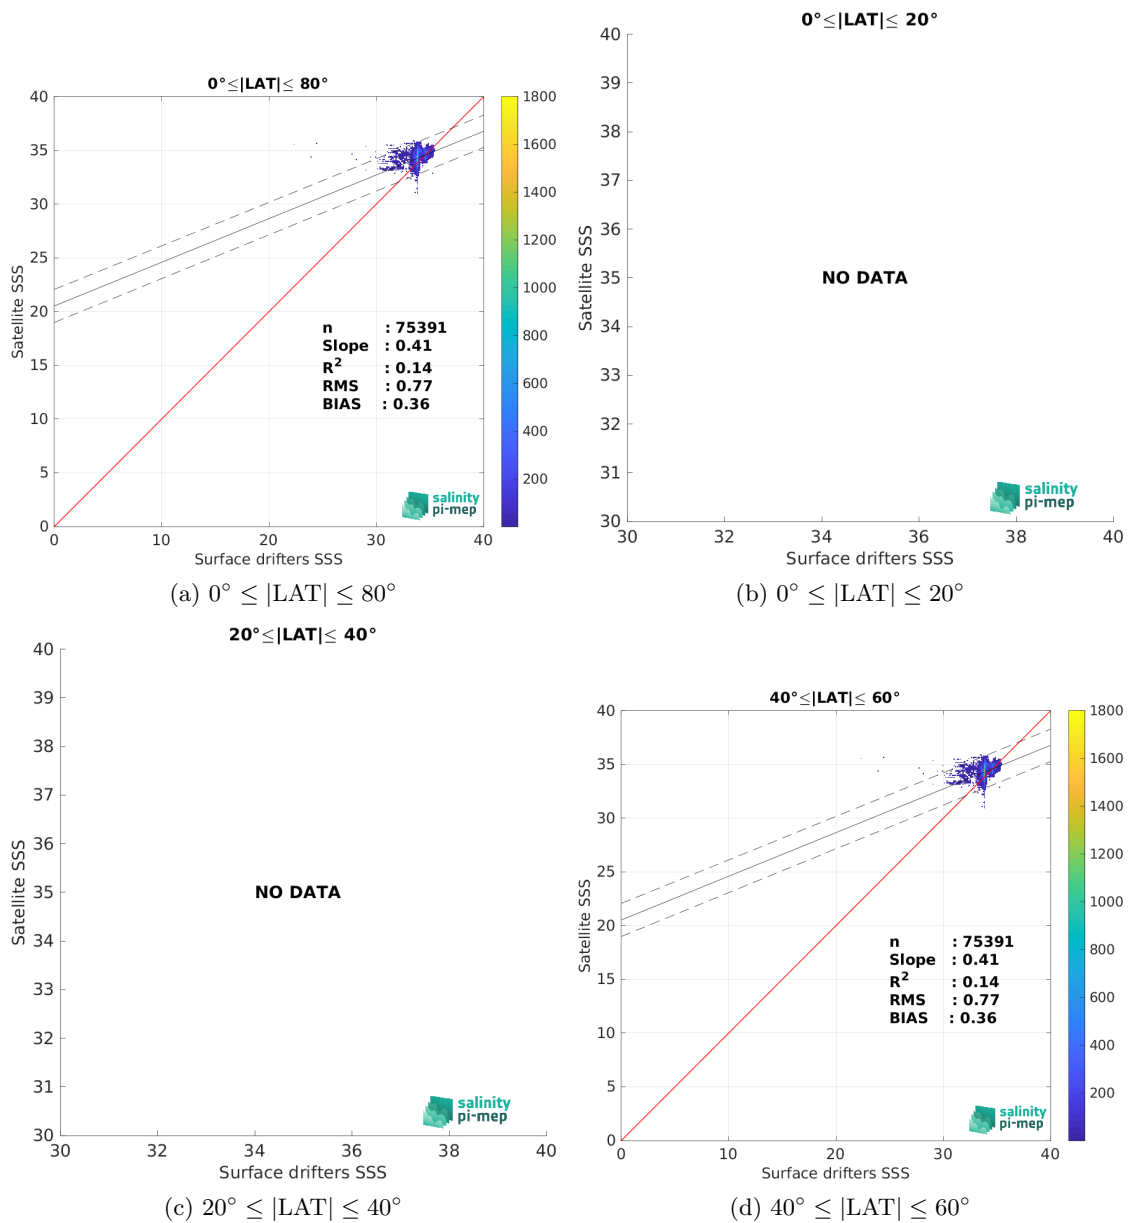 0°≤|LAT|≤ 80°
40
35
30
25
20
15
10
5
0
0
10
20
30
40
Satellite SSS
Surface drifters SSS
n : 75391
Slope : 0.41
R² : 0.14
RMS : 0.77
BIAS : 0.36
salinity
pi-mep
1800
1600
1400
1200
1000
800
600
400
200
(a) 0° ≤ |LAT| ≤ 80°
0°≤|LAT|≤ 20°
40
39
38
37
36
35
34
33
32
31
30
30
32
34
36
38
40
Satellite SSS
NO DATA
Surface drifters SSS
salinity
pi-mep
(b) 0° ≤ |LAT| ≤ 20°
20°≤|LAT|≤ 40°
40
39
38
37
36
35
34
33
32
31
30
30
32
34
36
38
40
Satellite SSS
NO DATA
Surface drifters SSS
salinity
pi-mep
(c) 20° ≤ |LAT| ≤ 40°
40°≤|LAT|≤ 60°
40
35
30
25
20
15
10
5
0
0
10
20
30
40
Satellite SSS
Surface drifters SSS
n : 75391
Slope : 0.41
R² : 0.14
RMS : 0.77
BIAS : 0.36
salinity
pi-mep
1800
1600
1400
1200
1000
800
600
400
200
(d) 40° ≤ |LAT| ≤ 60°